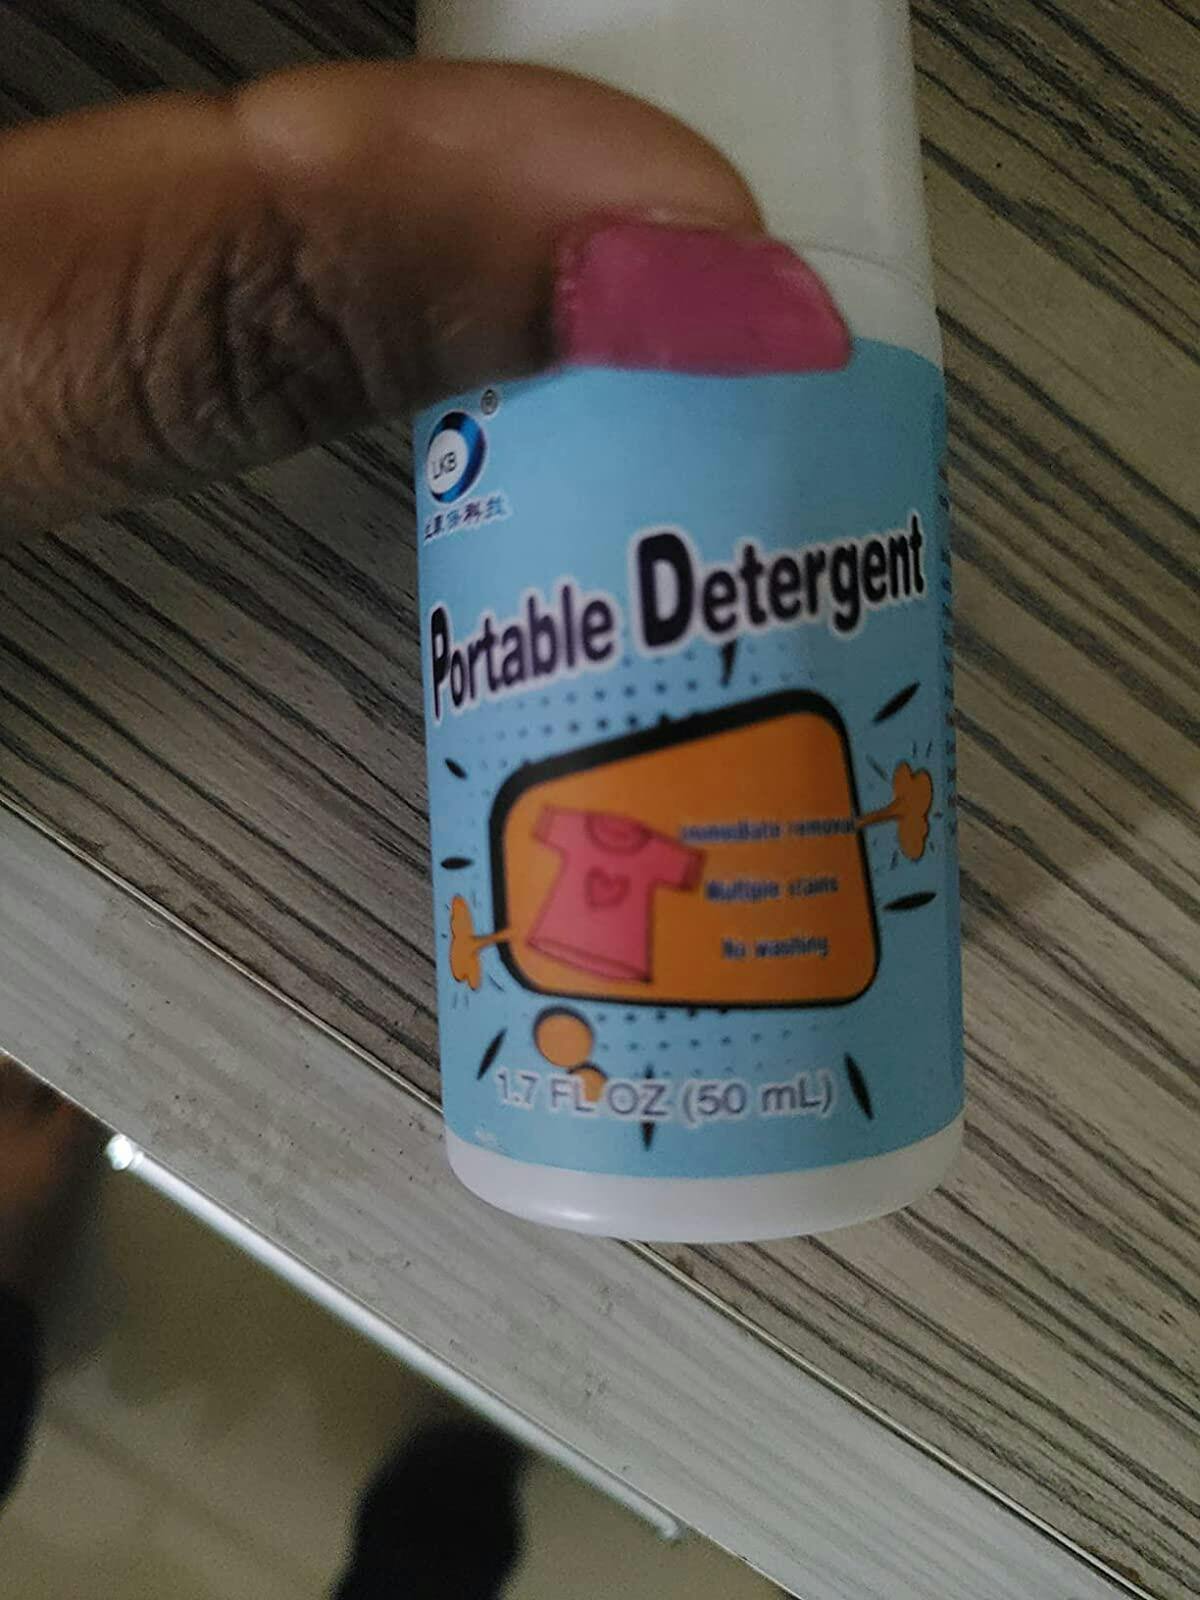 ®
LKB
Portable Detergent
Immediate removal
Multiple stains
No washing
1.7 FL OZ (50 mL)